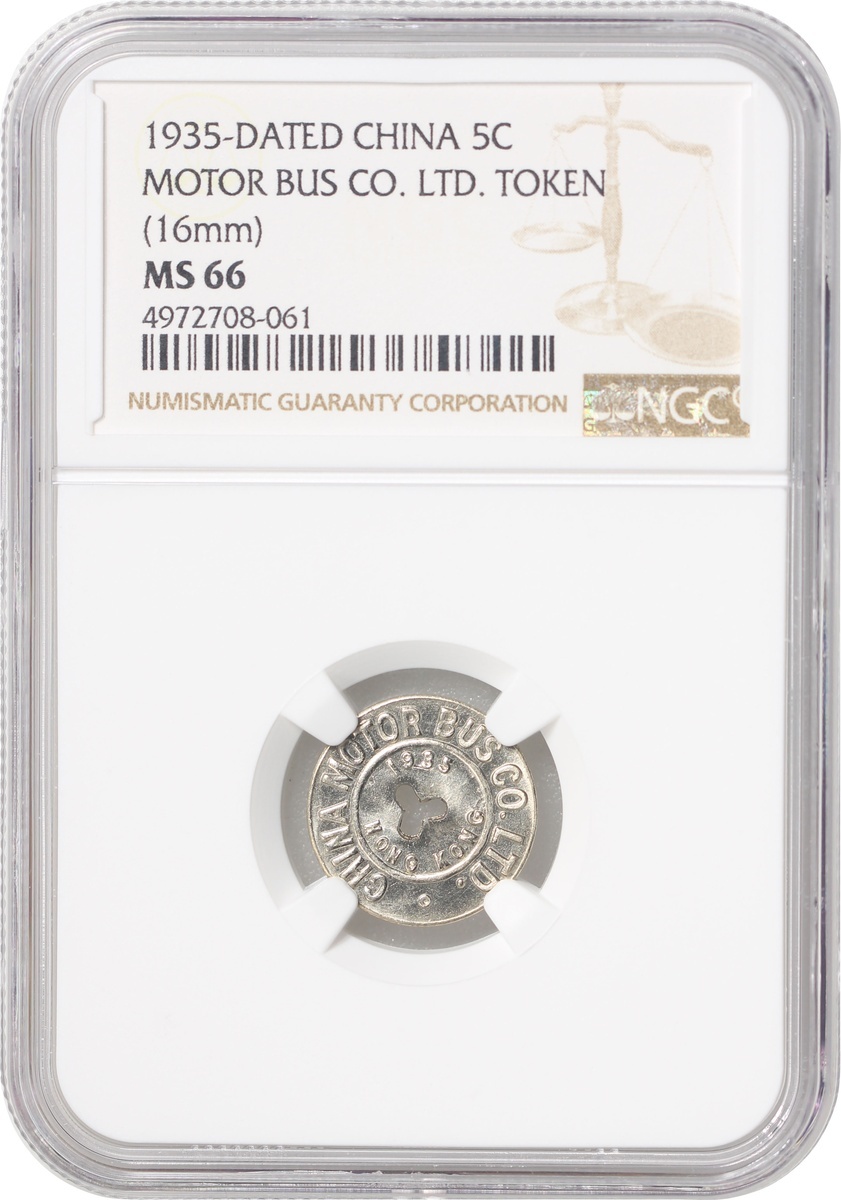 1935-DATED CHINA 5C
MOTOR BUS CO. LTD. TOKEN
(16mm)
MS 66
4972708-061
NUMISMATIC GUARANTY CORPORATION
NGC
CHINA MOTOR BUS CO. LTD.
1935
HONG KONG